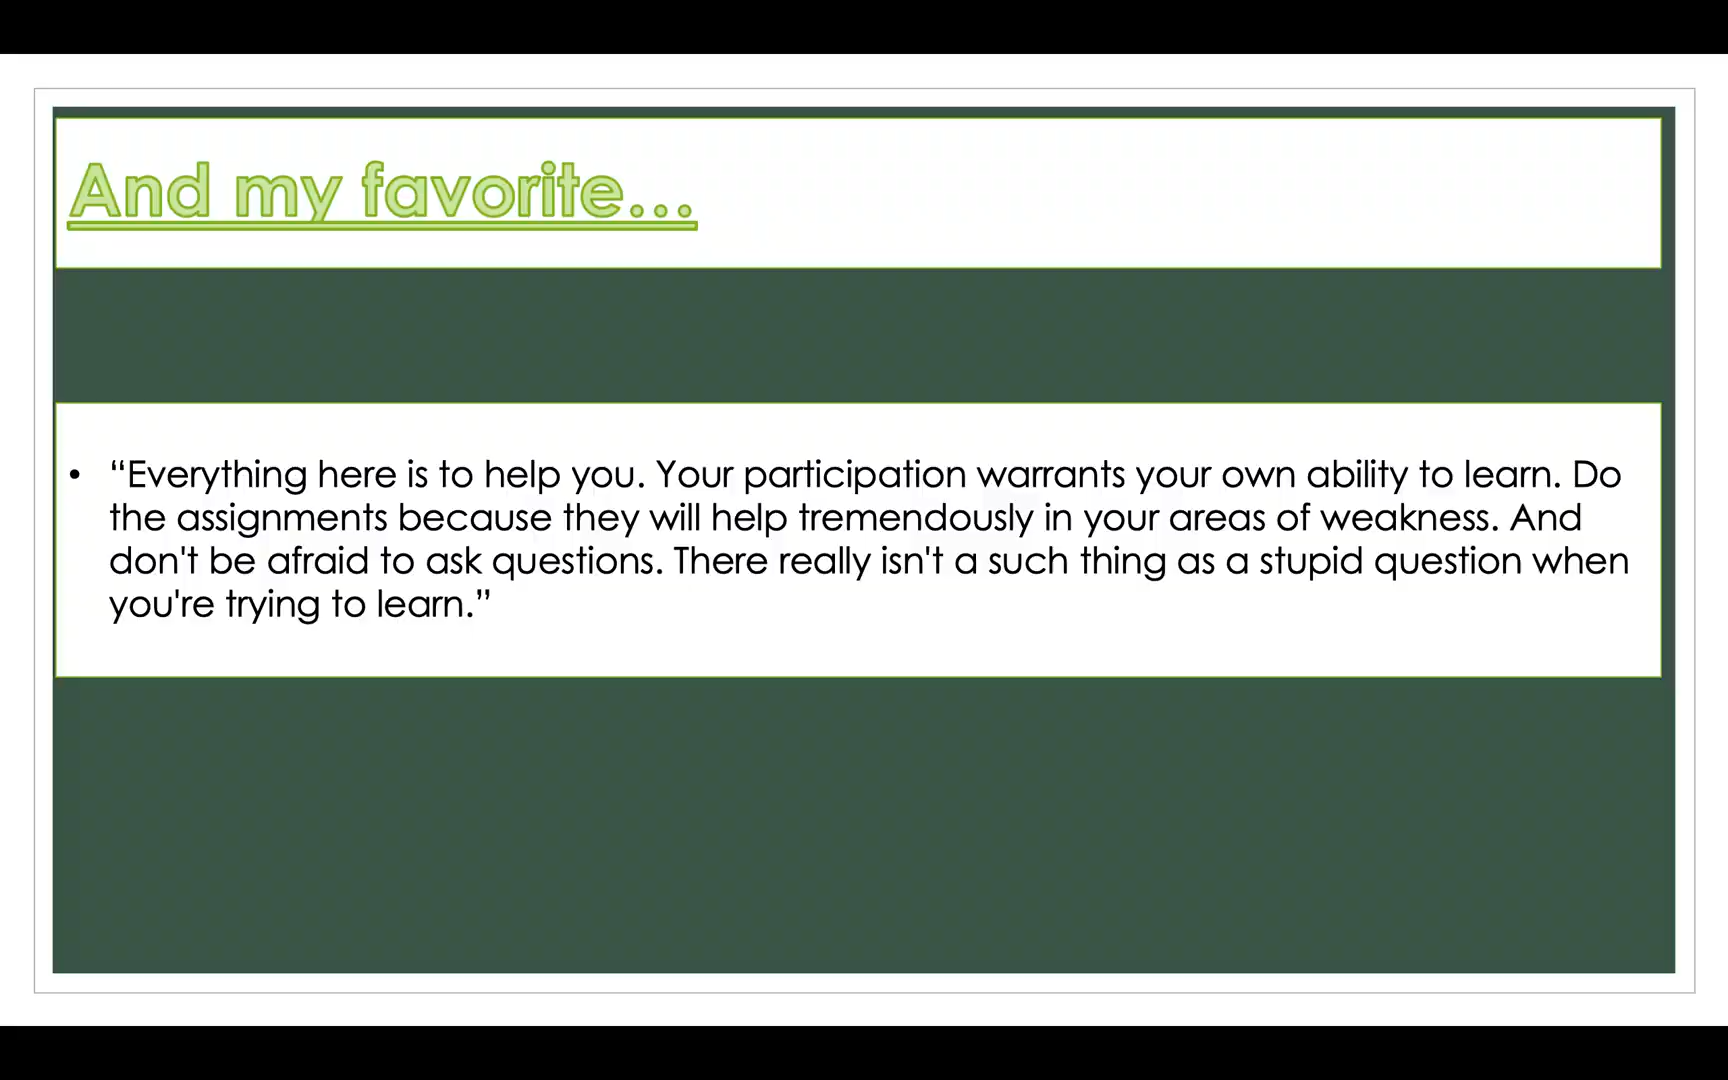 And my favorite...
• “Everything here is to help you. Your participation warrants your own ability to learn. Do
the assignments because they will help tremendously in your areas of weakness. And
don't be afraid to ask questions. There really isn't a such thing as a stupid question when
you're trying to learn.”